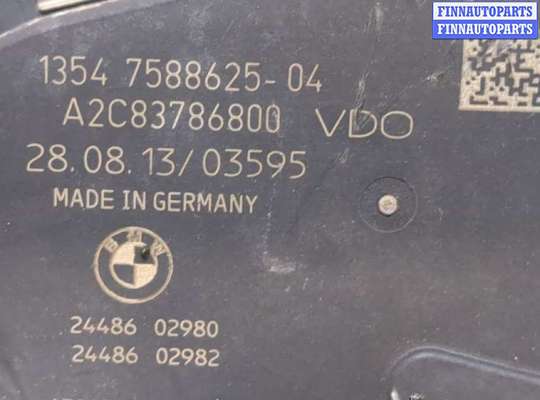 FINNAUTOPARTS
FINNAUTOPARTS
1354 7588625-04
A2C83786800 VDO
28.08.13/03595
MADE IN GERMANY
BMW
24486 02980
24486 02982